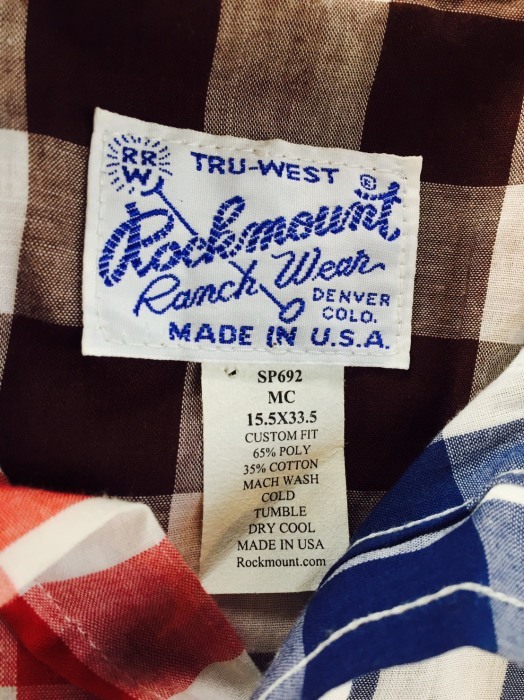 RR
W
TRU-WEST
®
Rockmount
Ranch Wear
DENVER
COLO.
MADE IN U.S.A.
SP692
MC
15.5X33.5
CUSTOM FIT
65% POLY
35% COTTON
MACH WASH
COLD
TUMBLE
DRY COOL
MADE IN USA
Rockmount.com